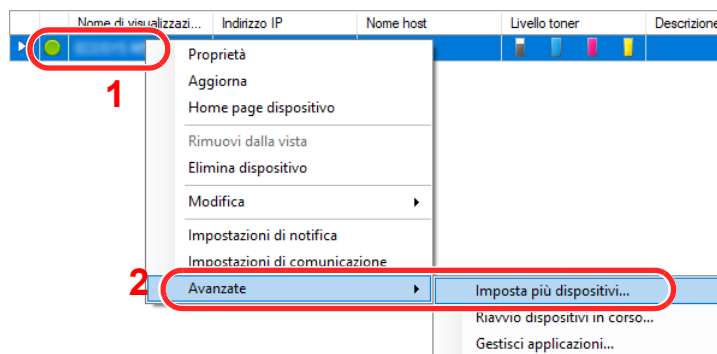 Nome di visualizzazi... Indirizzo IP Nome host Livello toner Descrizione
1
Proprietà
Aggiorna
Home page dispositivo
Rimuovi dalla vista
Elimina dispositivo
Modifica
Impostazioni di notifica
Impostazioni di comunicazione
2
Avanzate
Imposta più dispositivi...
Riavvio dispositivi in corso...
Gestisci applicazioni...